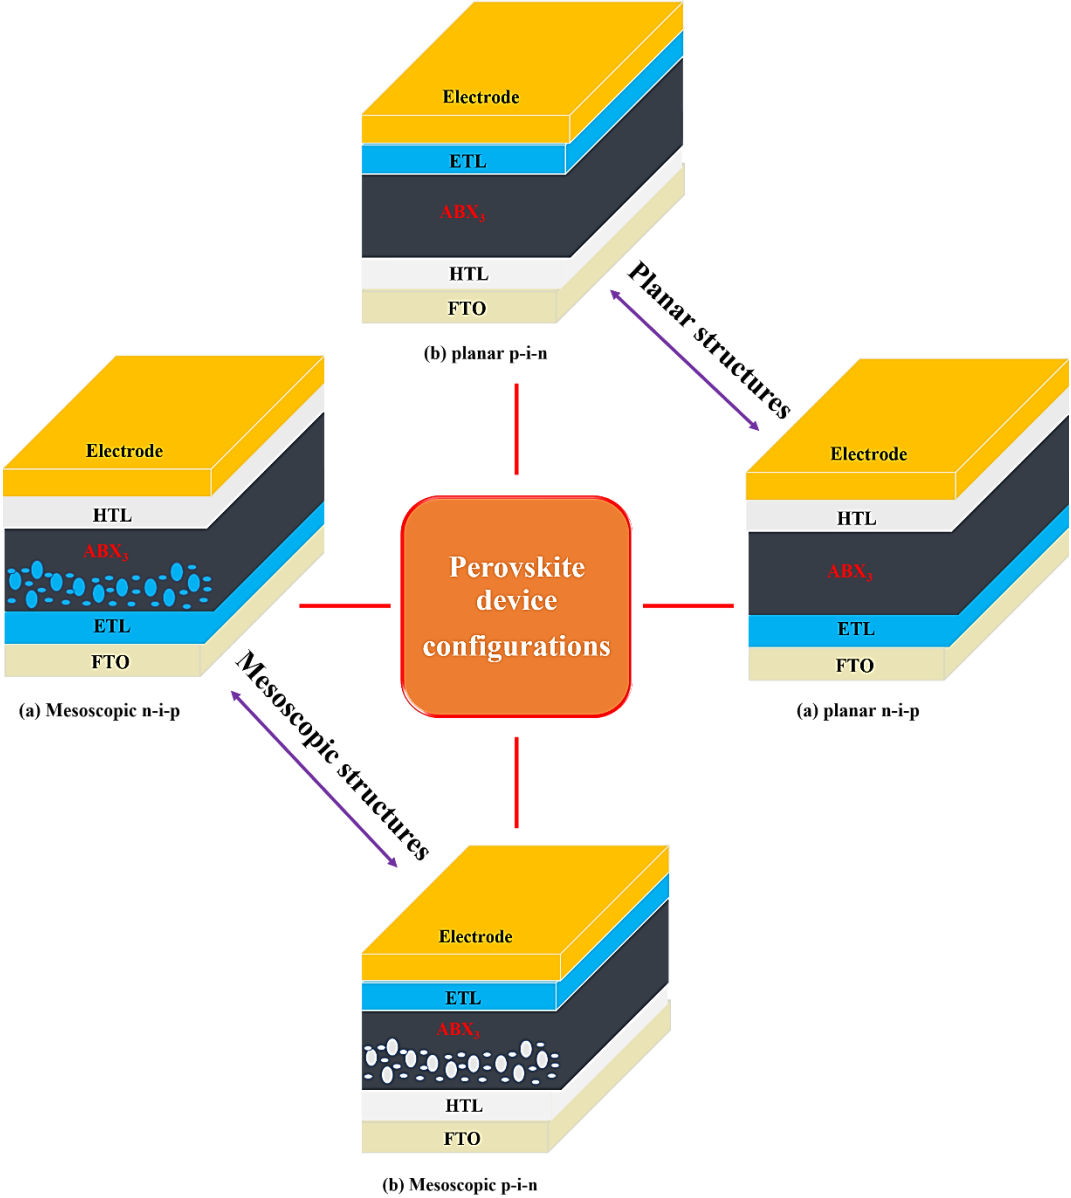 Electrode
ETL
ABX₃
HTL
FTO
(b) planar p-i-n
Planar structures
Electrode
HTL
ABX₃
ETL
FTO
(a) Mesoscopic n-i-p
Perovskite
device
configurations
Electrode
HTL
ABX₃
ETL
FTO
(a) planar n-i-p
Mesoscopic structures
Electrode
ETL
ABX₃
HTL
FTO
(b) Mesoscopic p-i-n